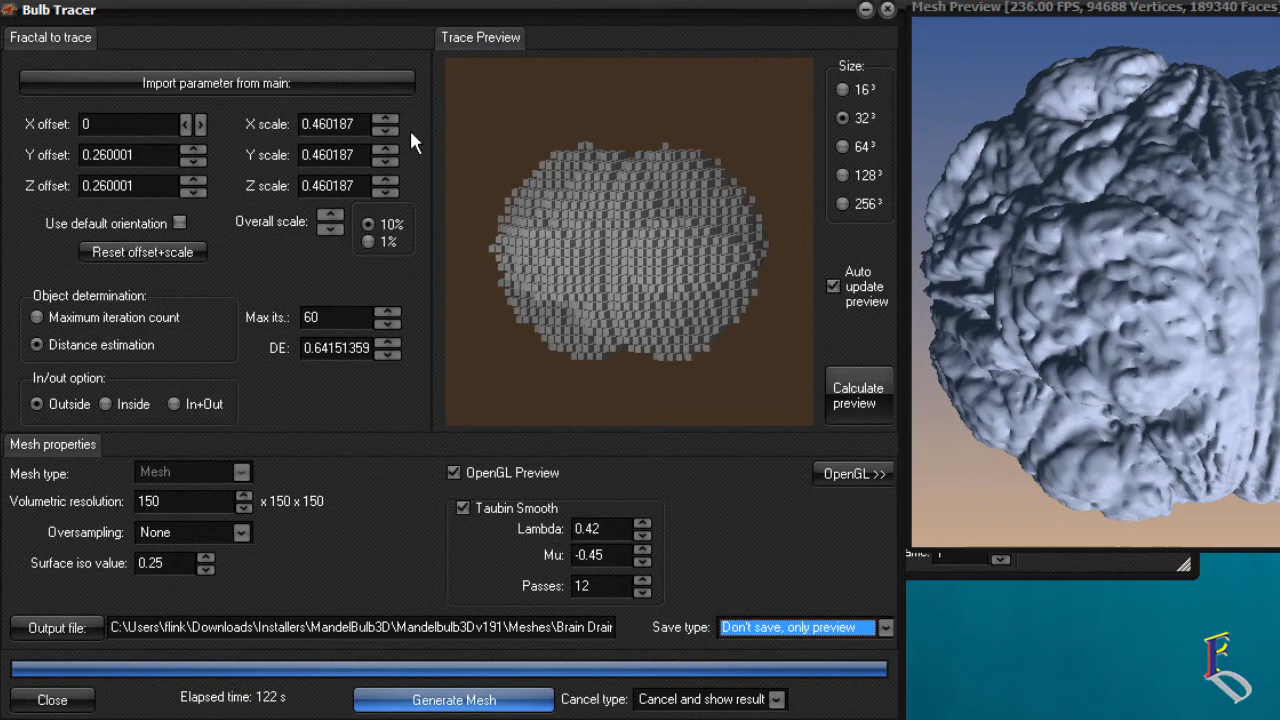 Bulb Tracer
Mesh Preview [236.00 FPS, 94688 Vertices, 189340 Faces]
Fractal to trace
Trace Preview
Import parameter from main:
X offset: 0
X scale: 0.460187
Y offset: 0.260001
Y scale: 0.460187
Z offset: 0.260001
Z scale: 0.460187
Use default orientation
Overall scale:
10%
1%
Reset offset+scale
Object determination:
Maximum iteration count
Max its.: 60
Distance estimation
DE: 0.64151359
In/out option:
Outside
Inside
In+Out
Size:
16³
32³
64³
128³
256³
Auto
update
preview
Calculate
preview
Mesh properties
Mesh type: Mesh
Volumetric resolution: 150 x 150 x 150
Oversampling: None
Surface iso value: 0.25
OpenGL Preview
OpenGL >>
Taubin Smooth
Lambda: 0.42
Mu: -0.45
Passes: 12
Output file: C:\Users\flink\Downloads\Installers\MandelBulb3D\Mandelbulb3Dv191\Meshes\Brain Drair
Save type: Don't save, only preview
Close
Elapsed time: 122 s
Generate Mesh
Cancel type: Cancel and show result